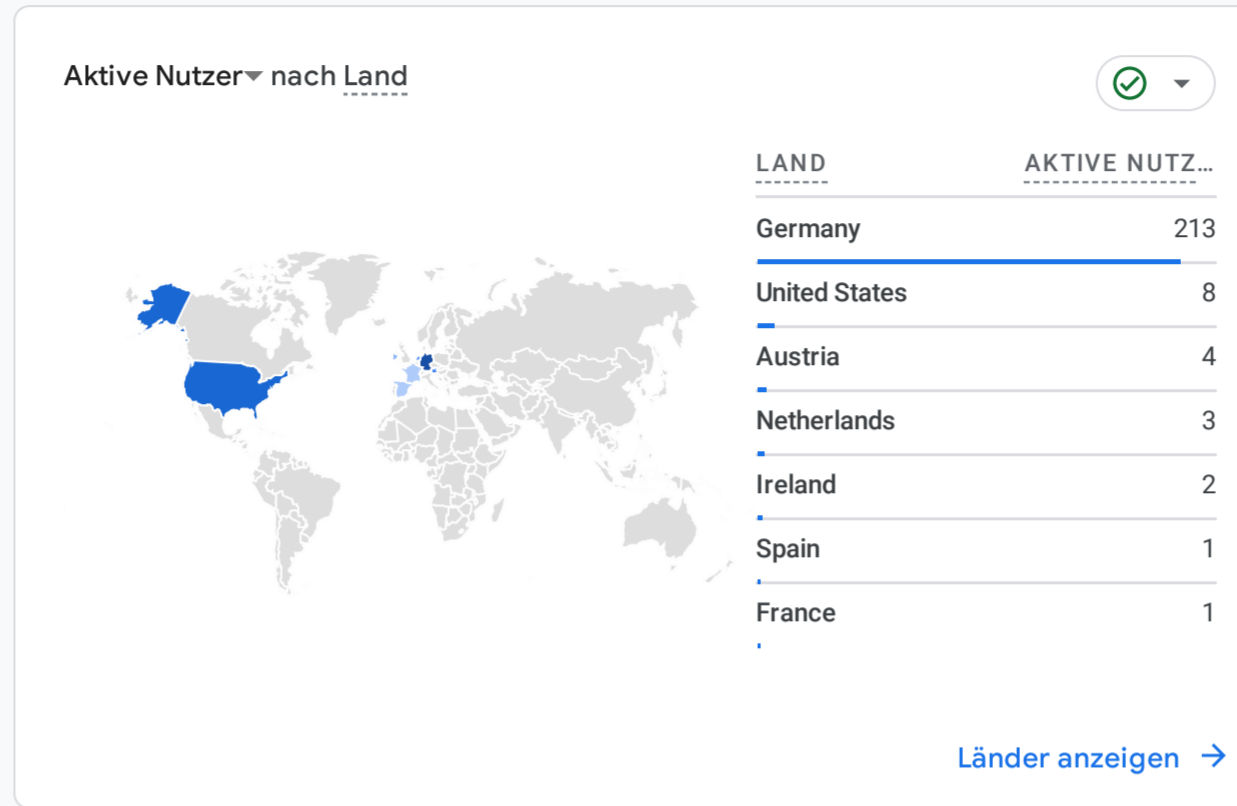 Aktive Nutzer nach Land
LAND AKTIVE NUTZ...
Germany 213
United States 8
Austria 4
Netherlands 3
Ireland 2
Spain 1
France 1
Länder anzeigen